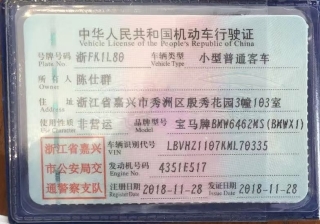 中华人民共和国机动车行驶证
Vehicle License of the People's Republic of China
号牌号码 浙FK1L80 车辆类型 小型普通客车
Plate No. Vehicle Type
所有人 陈仕群
Owner
住址 浙江省嘉兴市秀洲区殷秀花园3幢103室
Address
使用性质 非营运 品牌型号 宝马牌BMW6462MS(BMWX1)
Use Character Model
浙江省嘉兴市公安局交通警察支队
车辆识别代号 LBVHZ1107KML70335
VIN
发动机号码 4351E517
Engine No.
注册日期 2018-11-28 发证日期 2018-11-28
Register Date Issue Date